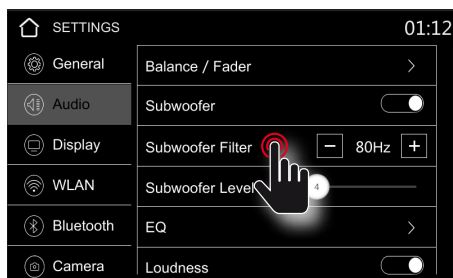 SETTINGS
01:12
General
Audio
Display
WLAN
Bluetooth
Camera
Balance / Fader
Subwoofer
Subwoofer Filter
80Hz
Subwoofer Level
4
EQ
Loudness